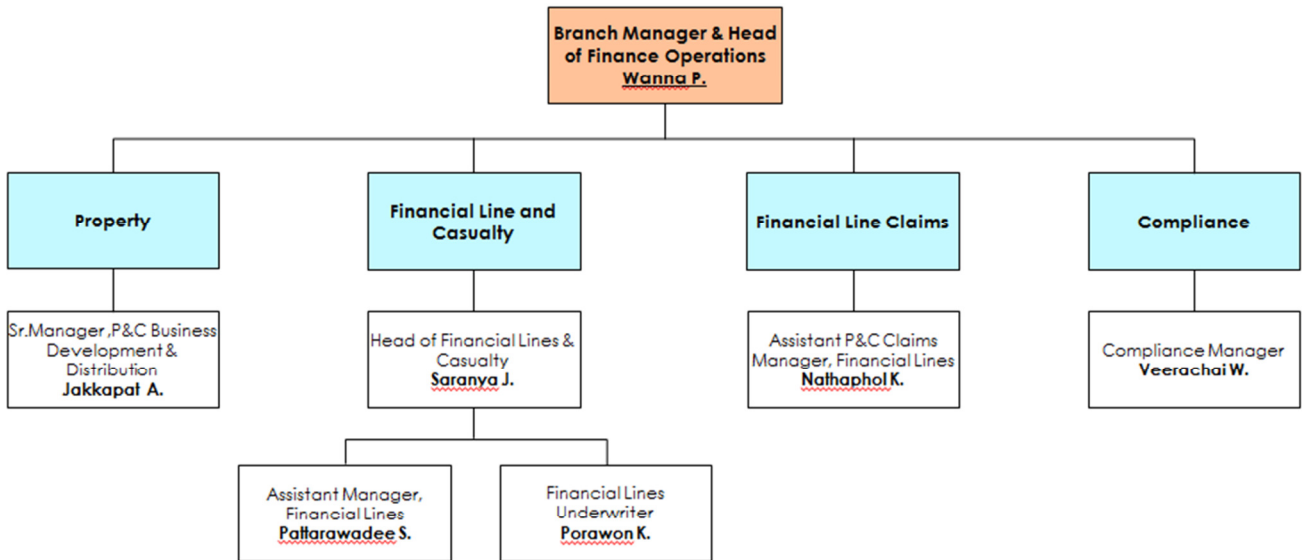 Branch Manager & Head
of Finance Operations
Wanna P.
Property
Financial Line and
Casualty
Financial Line Claims
Compliance
Sr.Manager,P&C Business
Development &
Distribution
Jakkapat A.
Head of Financial Lines &
Casualty
Saranya J.
Assistant P&C Claims
Manager, Financial Lines
Nathaphol K.
Compliance Manager
Veerachai W.
Assistant Manager,
Financial Lines
Pattarawadee S.
Financial Lines
Underwriter
Porawon K.